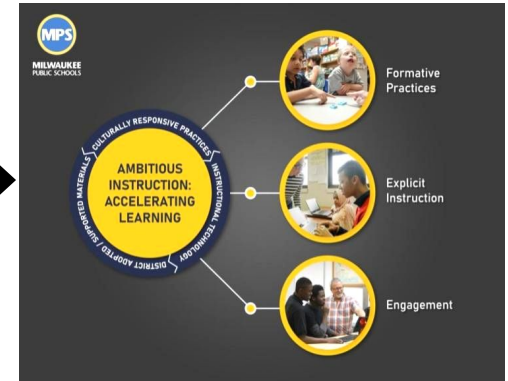 MPS
MILWAUKEE
PUBLIC SCHOOLS
CULTURALLY RESPONSIVE PRACTICES
INSTRUCTIONAL TECHNOLOGY
DISTRICT ADOPTED / SUPPORTED MATERIALS
AMBITIOUS
INSTRUCTION:
ACCELERATING
LEARNING
Formative
Practices
Explicit
Instruction
Engagement